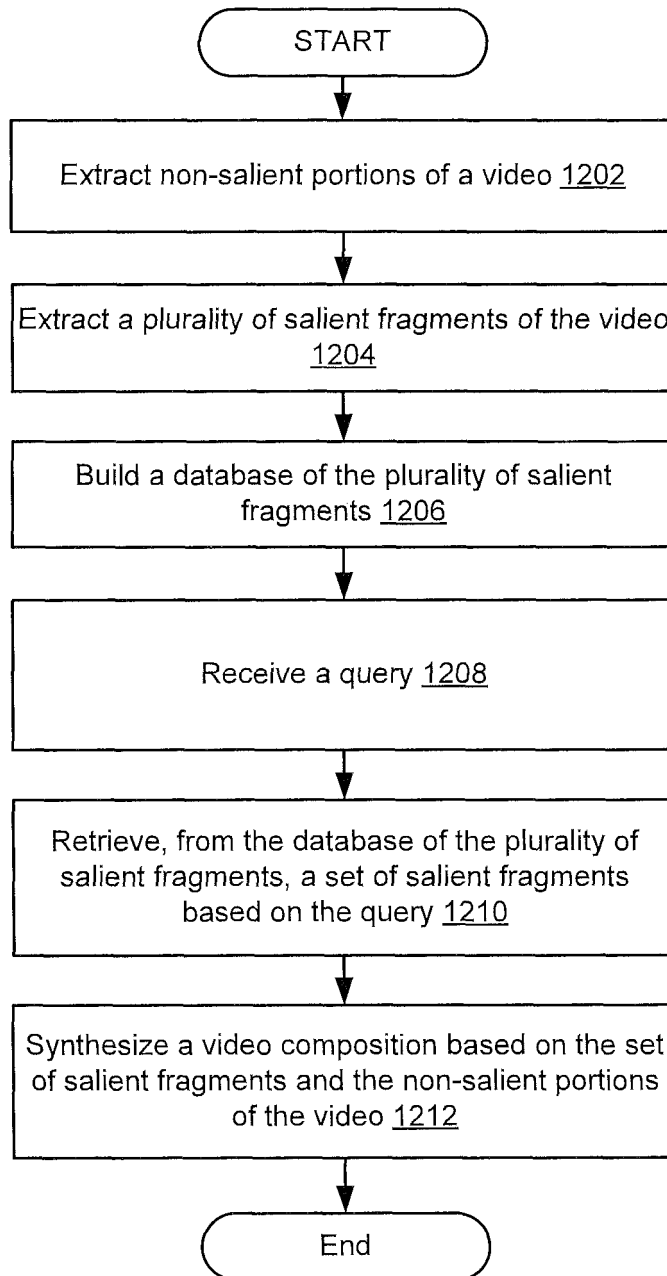 START
Extract non-salient portions of a video 1202
Extract a plurality of salient fragments of the video
1204
Build a database of the plurality of salient
fragments 1206
Receive a query 1208
Retrieve, from the database of the plurality of
salient fragments, a set of salient fragments
based on the query 1210
Synthesize a video composition based on the set
of salient fragments and the non-salient portions
of the video 1212
End